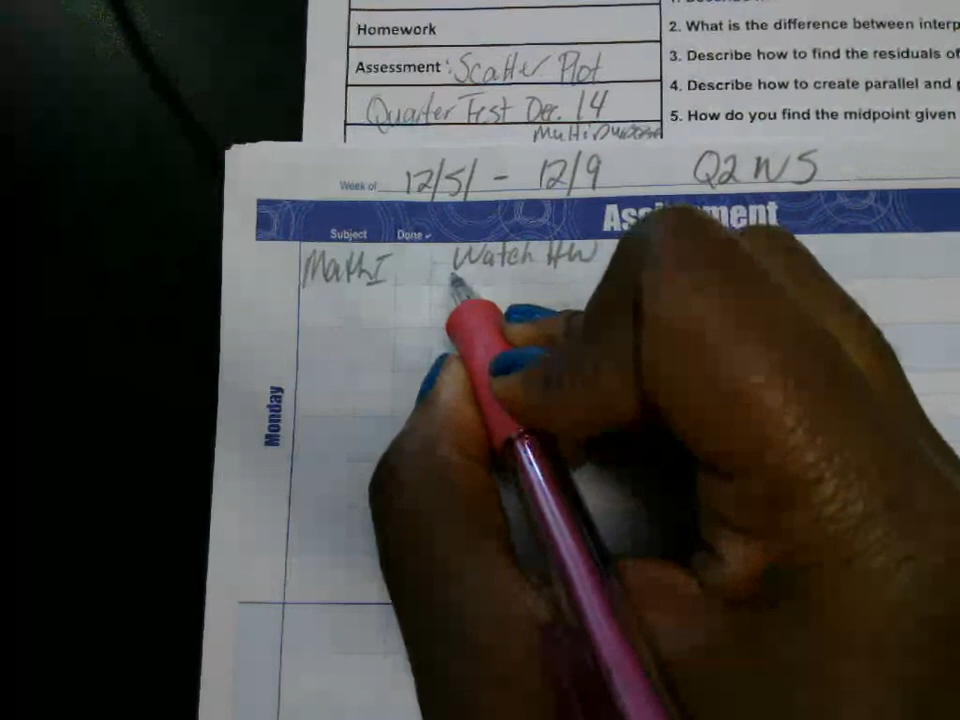 Homework
Assessment: Scatter Plot
Quarter Test Dec. 14
2. What is the difference between
3. Describe how to find the residuals of
4. Describe how to create parallel and
5. How do you find the midpoint given
Week of 12/5/ - 12/9 Q2 W5
Subject Done ✓
Math I Watch HW
Monday